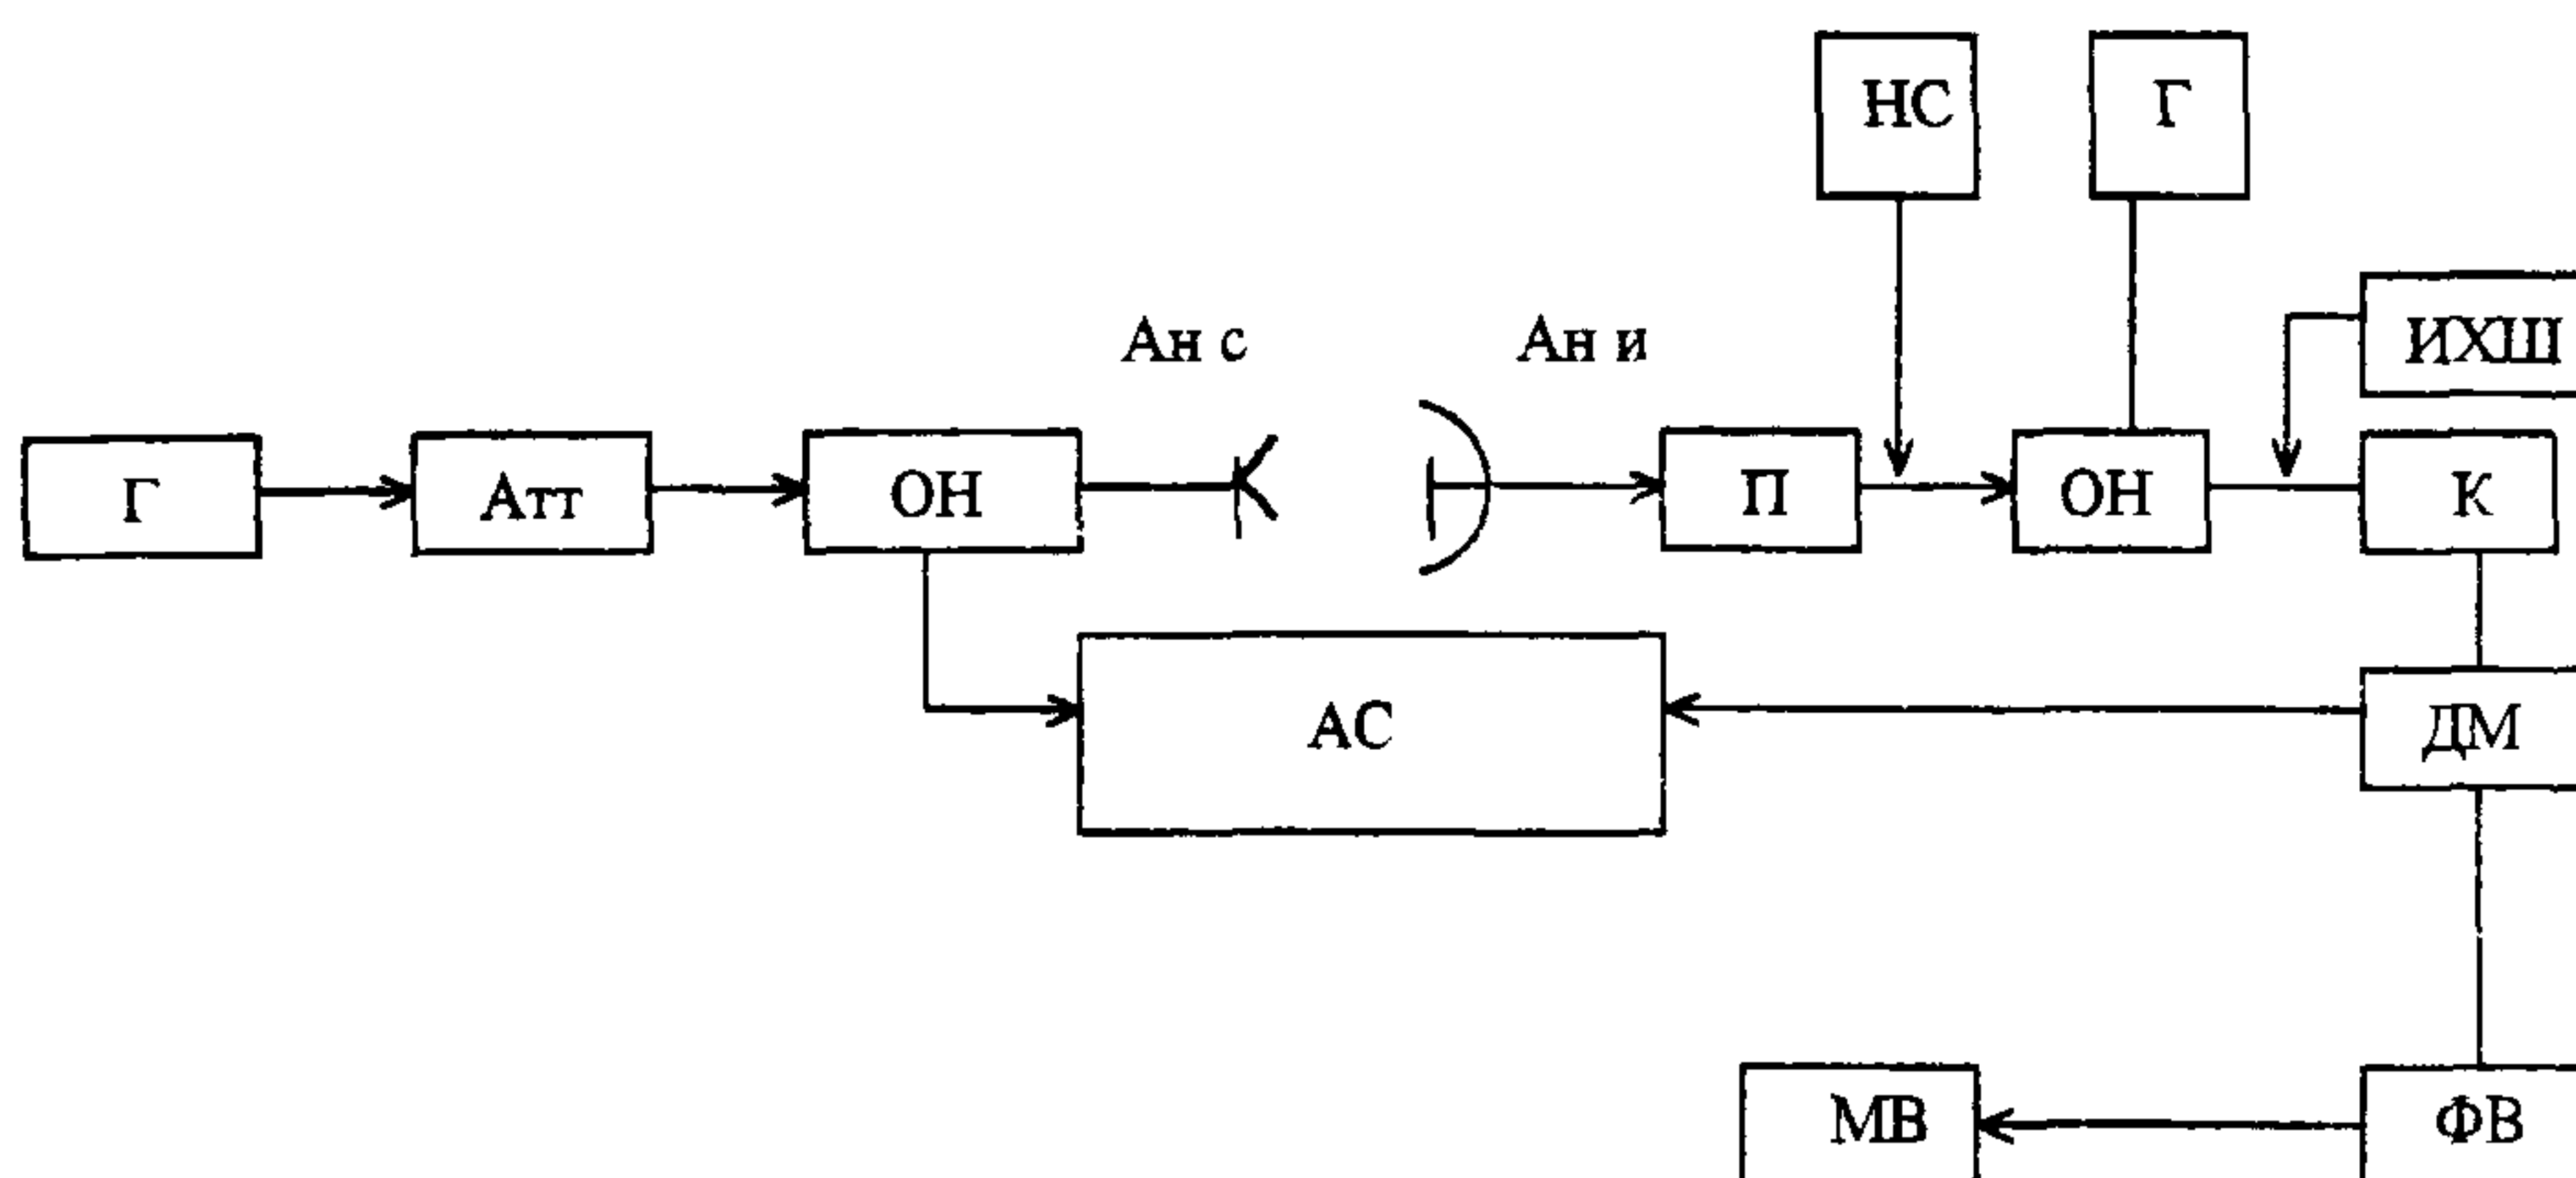 НС Г
ИХШ
Ан с Ан и
Г Атт ОН П ОН К
АС ДМ
МВ ФВ